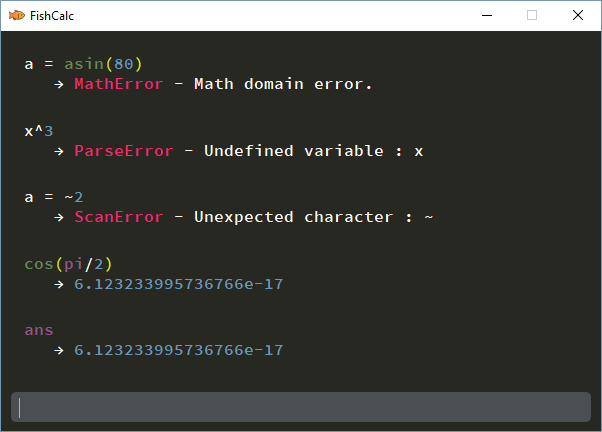 FishCalc
a = asin(80)
→ MathError - Math domain error.
x^3
→ ParseError - Undefined variable : x
a = ~2
→ ScanError - Unexpected character : ~
cos(pi/2)
→ 6.123233995736766e-17
ans
→ 6.123233995736766e-17